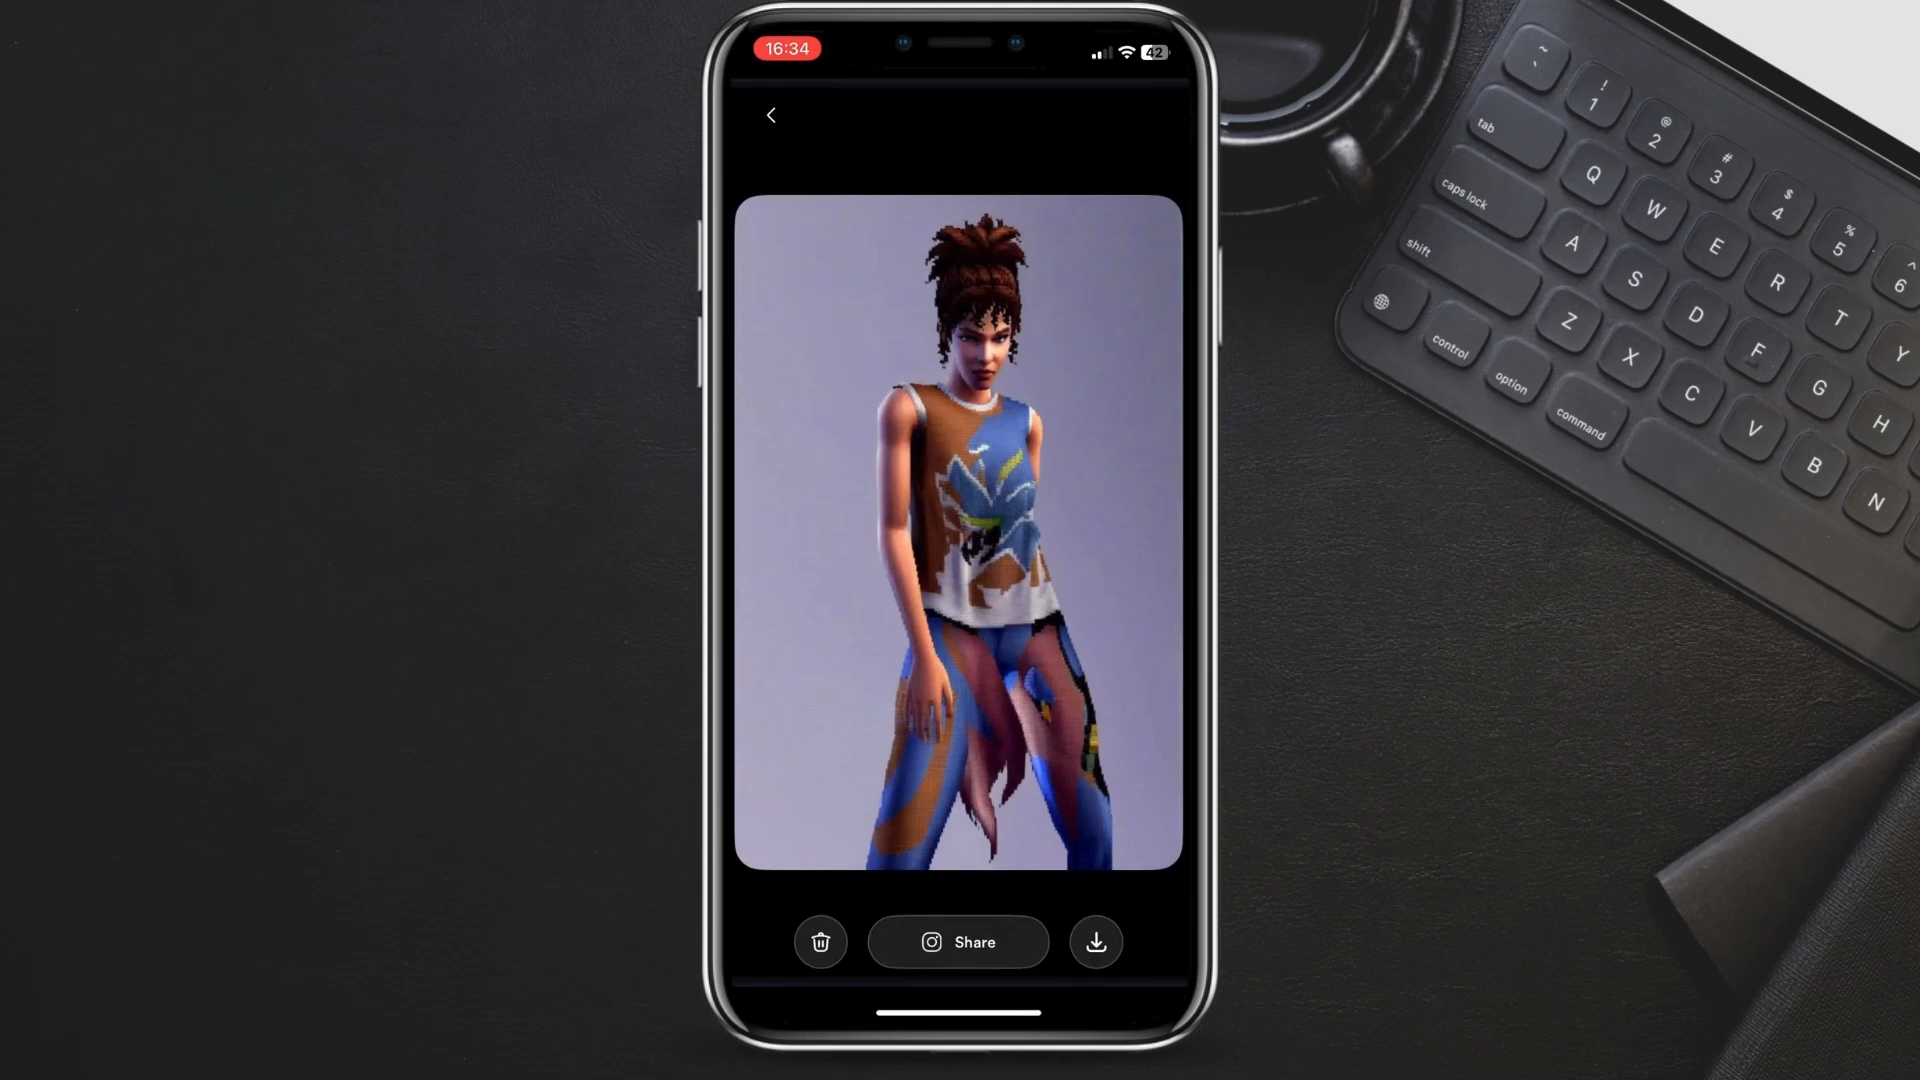 16:34
42
Share
~
`
!
1
@
2
#
3
$
4
%
5
^
6
tab
Q
W
E
R
T
Y
caps lock
A
S
D
F
G
H
shift
Z
X
C
V
B
N
control
option
command